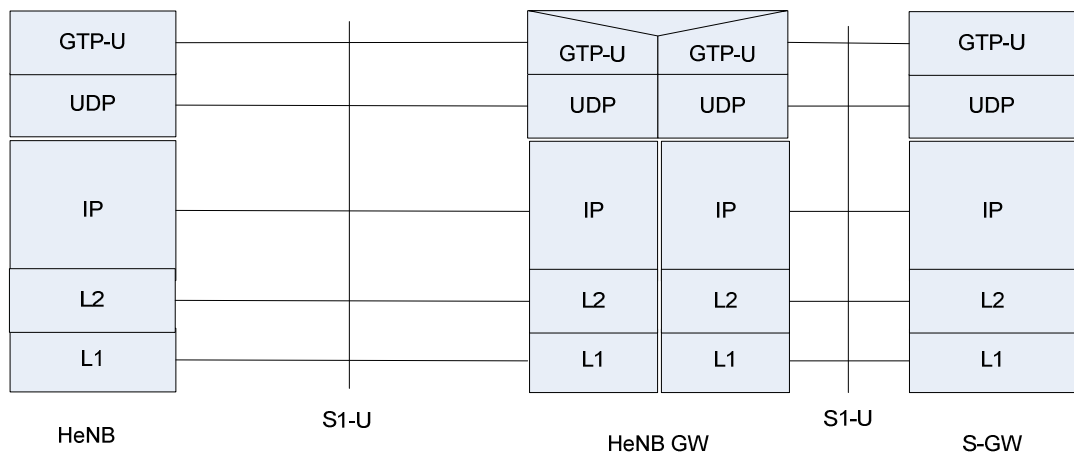 GTP-U
GTP-U GTP-U
GTP-U
UDP
UDP UDP
UDP
IP
IP IP
IP
L2
L2 L2
L2
L1
L1 L1
L1
S1-U
S1-U
HeNB
HeNB GW
S-GW